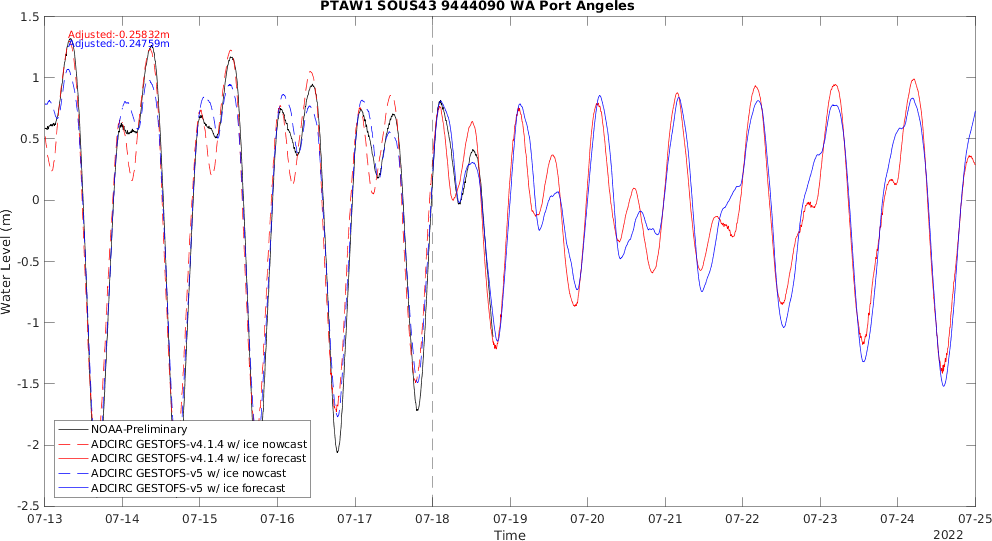 PTAW1 SOUS43 9444090 WA Port Angeles
1.5
1
0.5
0
-0.5
-1
-1.5
-2
-2.5
Water Level (m)
Adjusted:-0.25832m
Adjusted:-0.24759m
NOAA-Preliminary
ADCIRC GESTOFS-v4.1.4 w/ ice nowcast
ADCIRC GESTOFS-v4.1.4 w/ ice forecast
ADCIRC GESTOFS-v5 w/ ice nowcast
ADCIRC GESTOFS-v5 w/ ice forecast
07-13 07-14 07-15 07-16 07-17 07-18 07-19 07-20 07-21 07-22 07-23 07-24 07-25
Time
2022